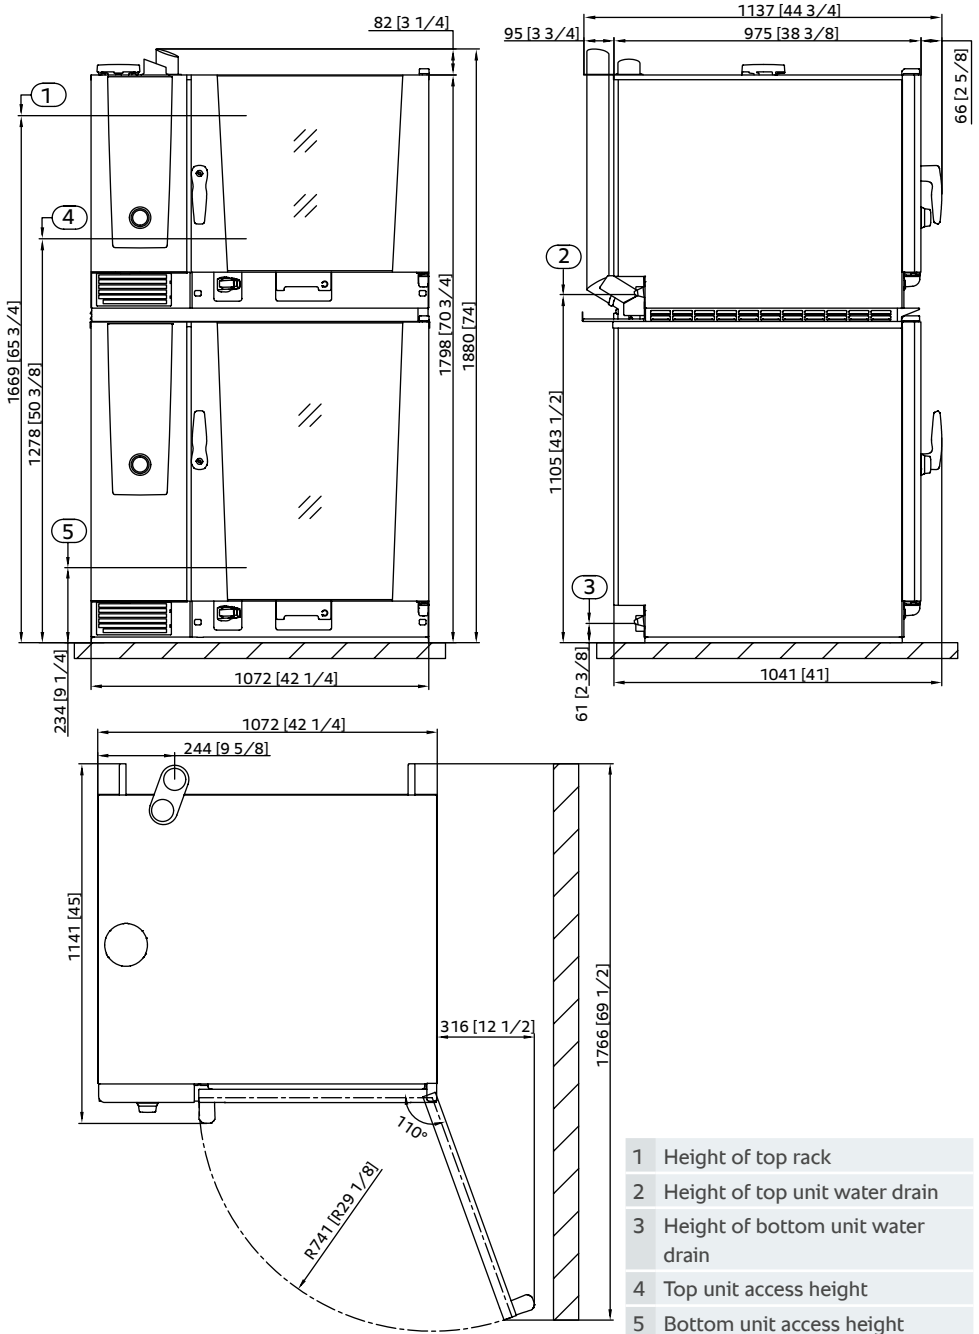 82 [3 1/4]
1
4
5
1669 [65 3/4]
1278 [50 3/8]
234 [9 1/4]
1798 [70 3/4]
1880 [74]
1072 [42 1/4]
1137 [44 3/4]
95 [3 3/4]
975 [38 3/8]
66 [2 5/8]
2
3
1105 [43 1/2]
61 [2 3/8]
1041 [41]
1072 [42 1/4]
244 [9 5/8]
1141 [45]
316 [12 1/2]
1766 [69 1/2]
110°
R741 [R29 1/8]
1 Height of top rack
2 Height of top unit water drain
3 Height of bottom unit water
drain
4 Top unit access height
5 Bottom unit access height